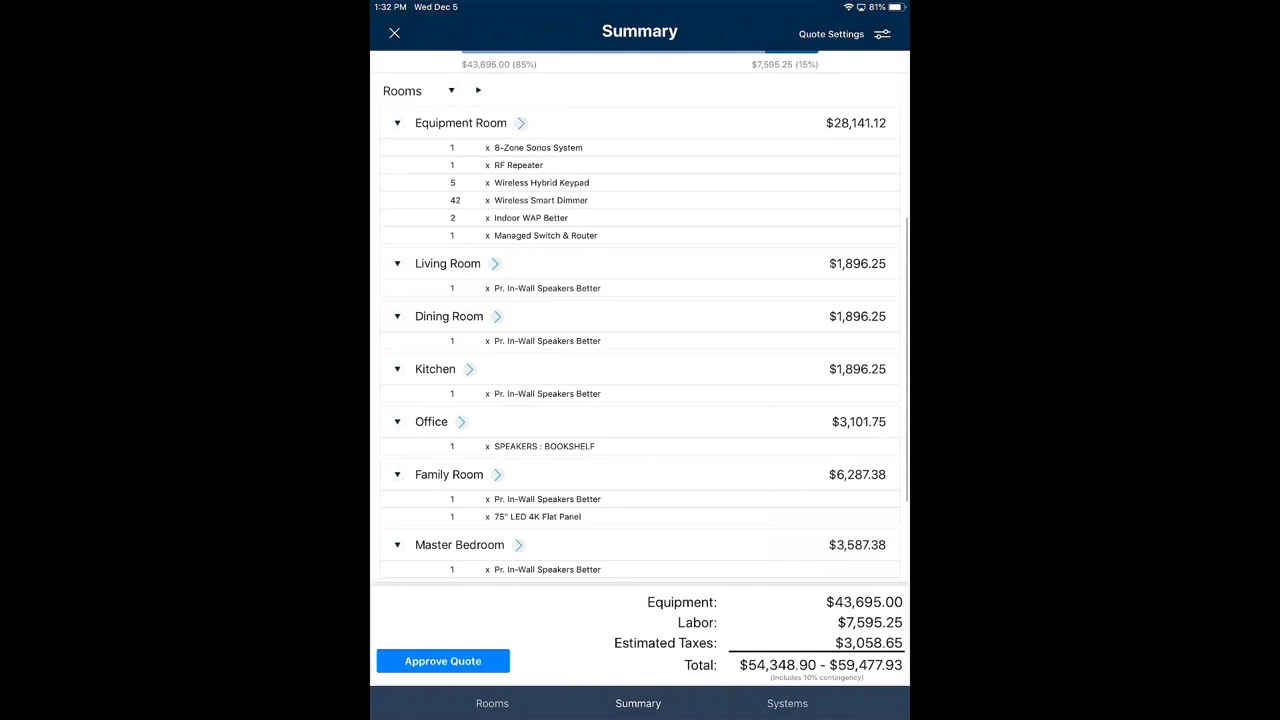 1:32 PM Wed Dec 5 81%
Summary
Quote Settings
$43,695.00 (85%) $7,595.25 (15%)
Rooms
Equipment Room $28,141.12
1 x 8-Zone Sonos System
1 x RF Repeater
5 x Wireless Hybrid Keypad
42 x Wireless Smart Dimmer
2 x Indoor WAP Better
1 x Managed Switch & Router
Living Room $1,896.25
1 x Pr. In-Wall Speakers Better
Dining Room $1,896.25
1 x Pr. In-Wall Speakers Better
Kitchen $1,896.25
1 x Pr. In-Wall Speakers Better
Office $3,101.75
1 x SPEAKERS : BOOKSHELF
Family Room $6,287.38
1 x Pr. In-Wall Speakers Better
1 x 75" LED 4K Flat Panel
Master Bedroom $3,587.38
1 x Pr. In-Wall Speakers Better
Equipment: $43,695.00
Labor: $7,595.25
Estimated Taxes: $3,058.65
Total: $54,348.90 - $59,477.93
(Includes 10% contingency)
Approve Quote
Rooms Summary Systems